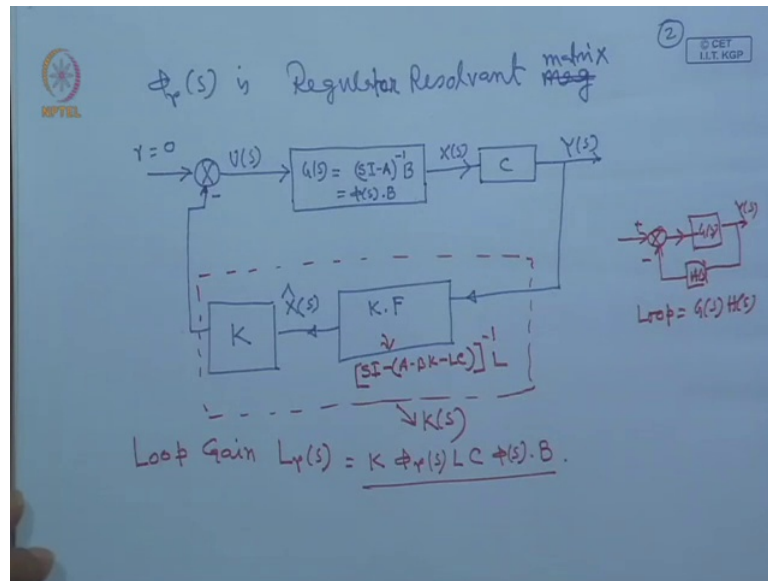 ②
© CET
I.I.T. KGP
NPTEL
Φᵣ(s) is Regulator Resolvant matrix
r=0
U(s)
G(s) = (SI-A)⁻¹B
= Φ(s).B
X(s)
C
Y(s)
-
K
X̂(s)
K.F
[SI-(A-BK-LC)]⁻¹ L
K(s)
r
-
G(s)
Y(s)
H(s)
Loop = G(s) H(s)
Loop Gain Lᵣ(s) = K Φᵣ(s) L C Φ(s).B.